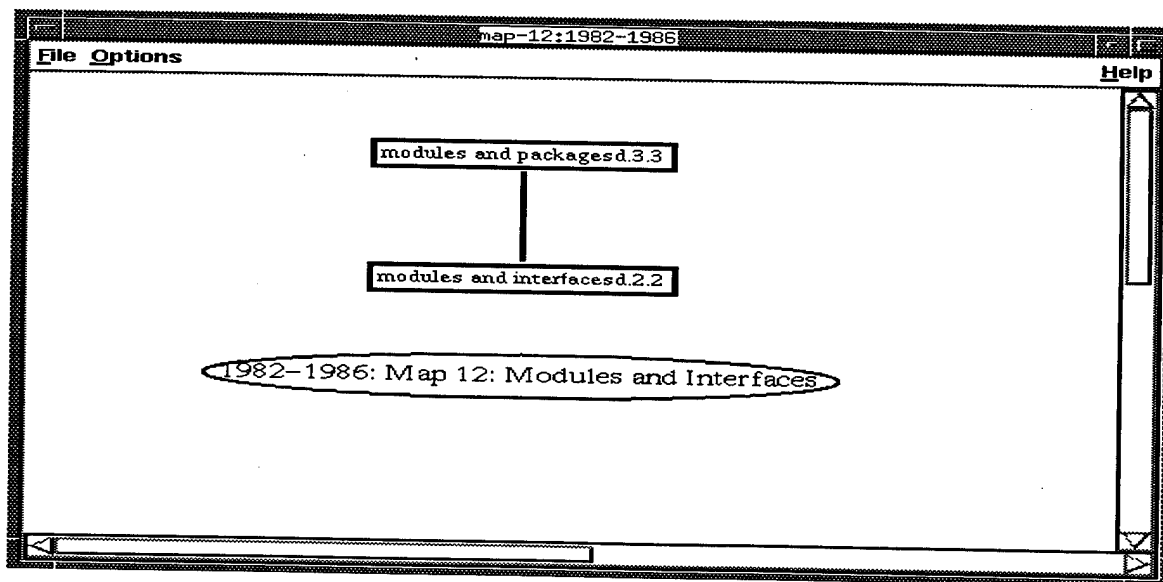 map-12:1982-1986
File Options Help
modules and packagesd.3.3
modules and interfacesd.2.2
1982-1986: Map 12: Modules and Interfaces